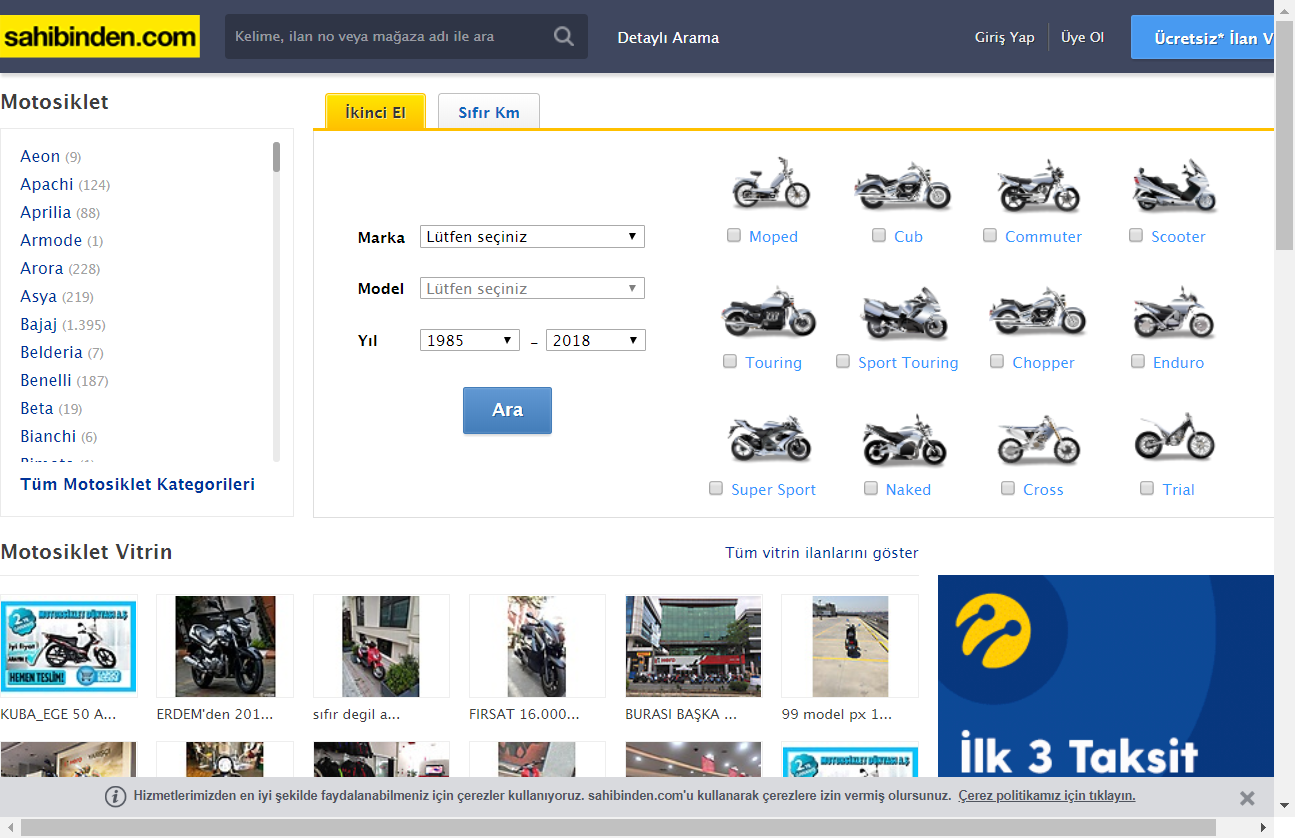 sahibinden.com
Kelime, ilan no veya mağaza adı ile ara
Detaylı Arama
Giriş Yap
Üye Ol
Ücretsiz* İlan V
Motosiklet
Aeon (9)
Apachi (124)
Aprilia (88)
Armode (1)
Arora (228)
Asya (219)
Bajaj (1.395)
Belderia (7)
Benelli (187)
Beta (19)
Bianchi (6)
Tüm Motosiklet Kategorileri
İkinci El
Sıfır Km
Marka
Lütfen seçiniz
Model
Lütfen seçiniz
Yıl
1985 – 2018
Ara
Moped
Cub
Commuter
Scooter
Touring
Sport Touring
Chopper
Enduro
Super Sport
Naked
Cross
Trial
Motosiklet Vitrin
Tüm vitrin ilanlarını göster
HEMEN TESLİM!
KUBA_EGE 50 A...
ERDEM'den 201...
sıfır degil a...
FIRSAT 16.000...
BURASI BAŞKA ...
99 model px 1...
İlk 3 Taksit
Hizmetlerimizden en iyi şekilde faydalanabilmeniz için çerezler kullanıyoruz. sahibinden.com'u kullanarak çerezlere izin vermiş olursunuz. Çerez politikamız için tıklayın.